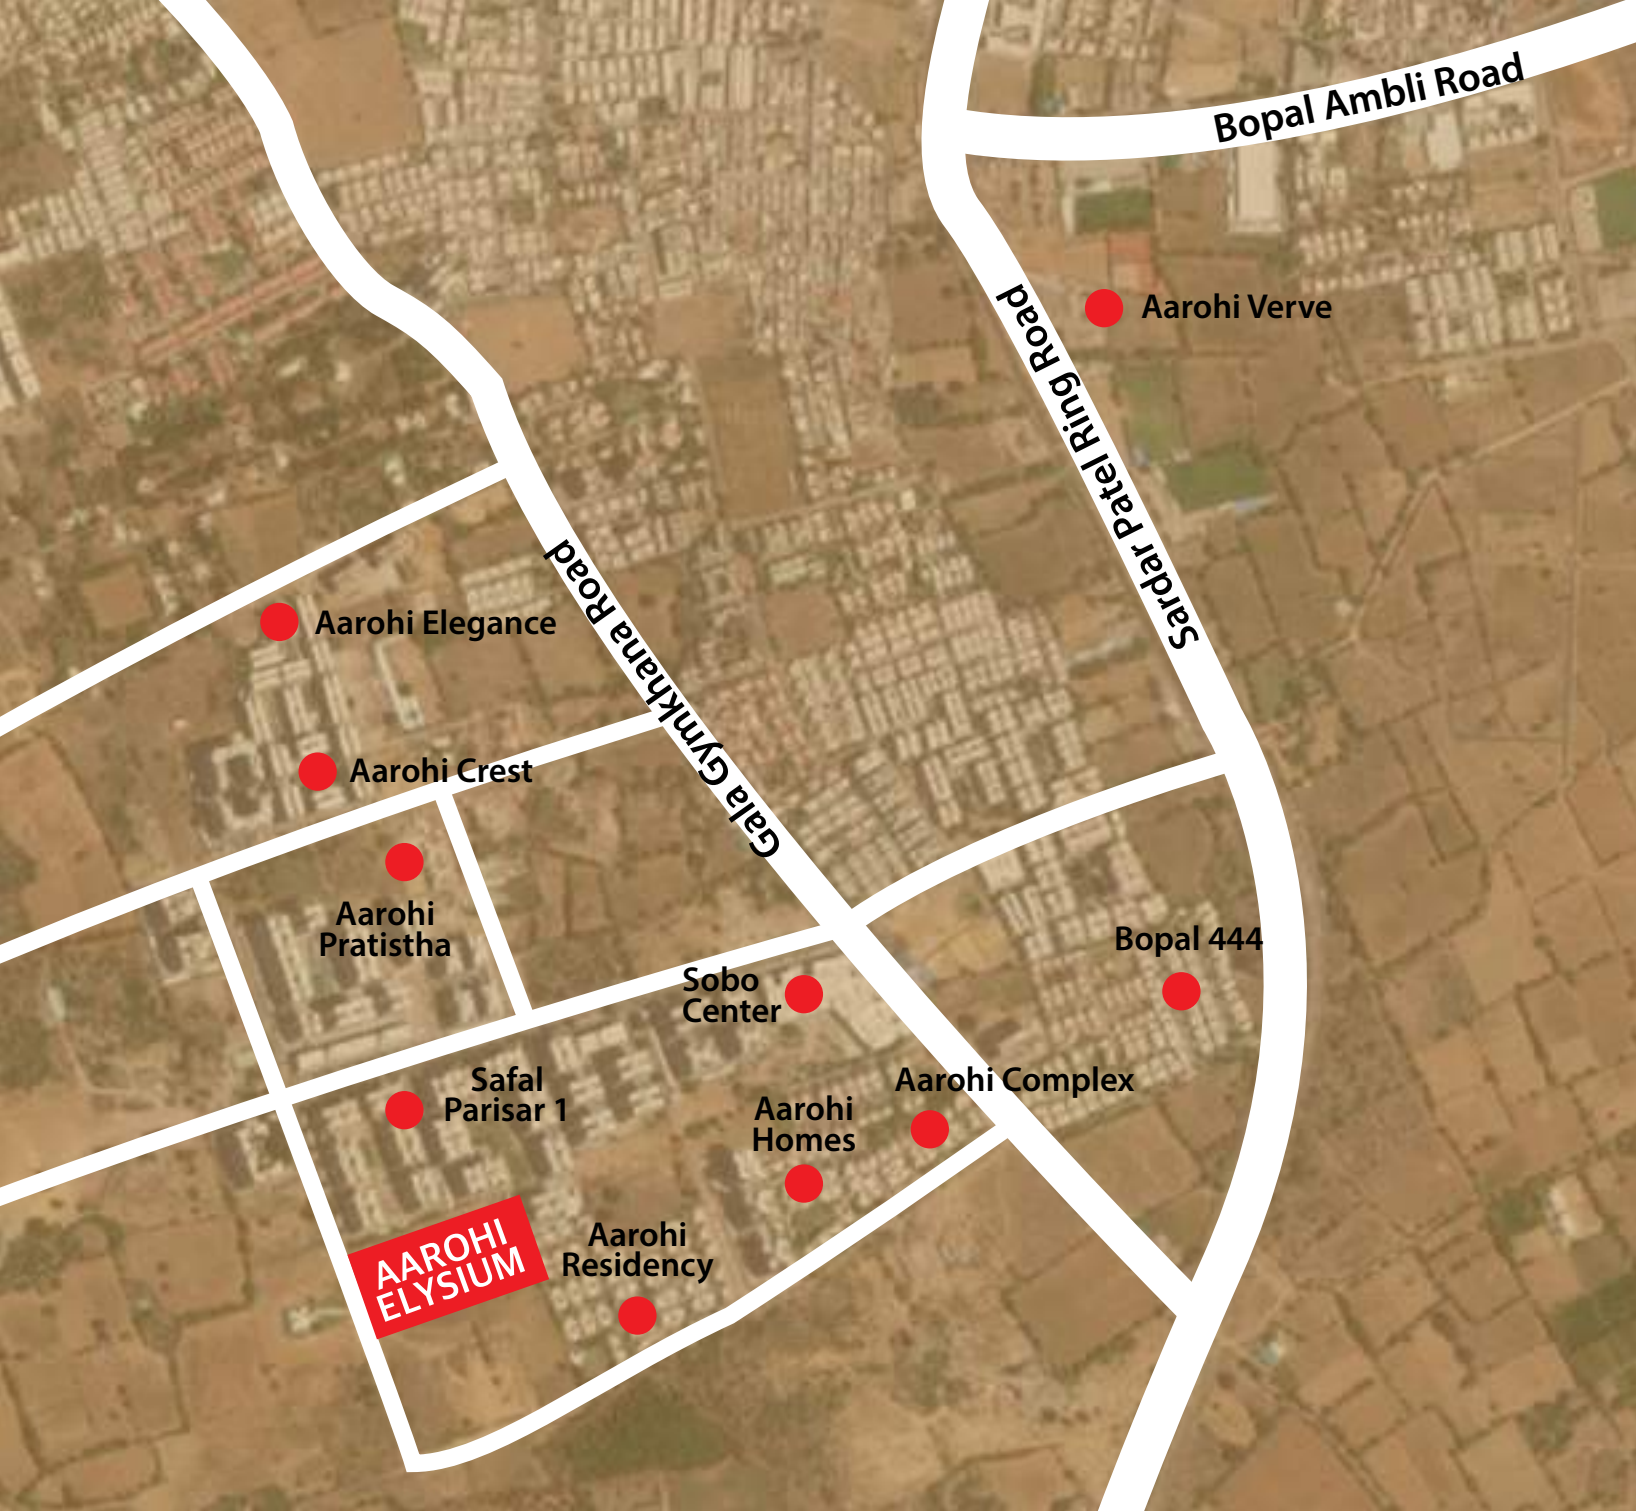 Bopal Ambli Road
Sardar Patel Ring Road
Aarohi Verve
Gala Gymkhana Road
Aarohi Elegance
Aarohi Crest
Aarohi
Pratistha
Bopal 444
Sobo
Center
Safal
Parisar 1
Aarohi Complex
Aarohi
Homes
AAROHI
ELYSIUM
Aarohi
Residency